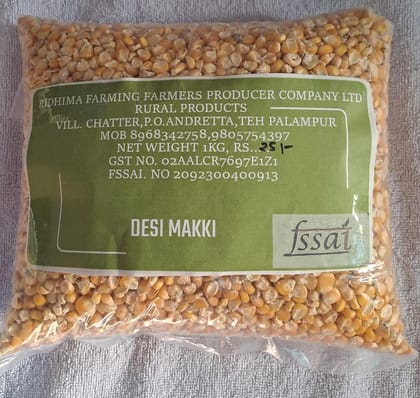 RIDHIMA FARMING FARMERS PRODUCER COMPANY LTD
RURAL PRODUCTS
VILL. CHATTER,P.O.ANDRETTA,TEH PALAMPUR
MOB 8968342758,9805754397
NET WEIGHT 1KG, RS..25/-
GST NO. 02AALCR7697E1Z1
FSSAI. NO 2092300400913
DESI MAKKI
fssai